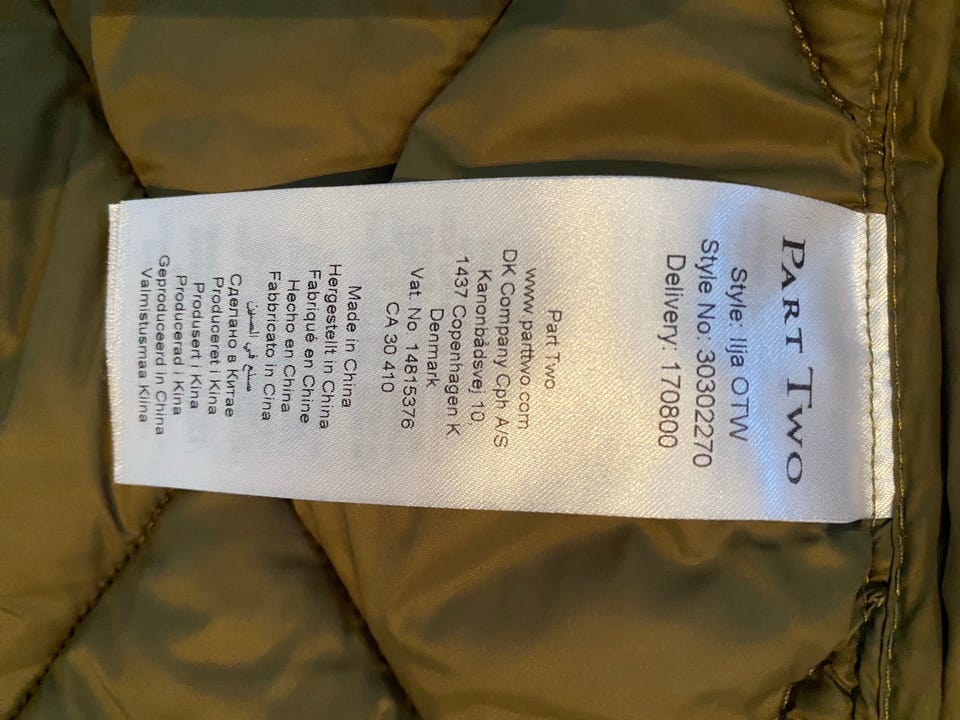 PART TWO
Style: Ilja OTW
Style No.: 30302270
Delivery: 170800
Part Two
www.parttwo.com
DK Company Cph A/S
Kanonbådsvej 10,
1437 Copenhagen K
Denmark
Vat. No. 14815376
CA 30 410
Made in China
Hergestellt in China
Fabriqué en Chine
Hecho en China
Fabbricato in Cina
صنع في الصين
Сделано в Китае
Produceret i Kina
Produsert i Kina
Producerad i Kina
Geproduceerd in China
Valmistusmaa Kiina